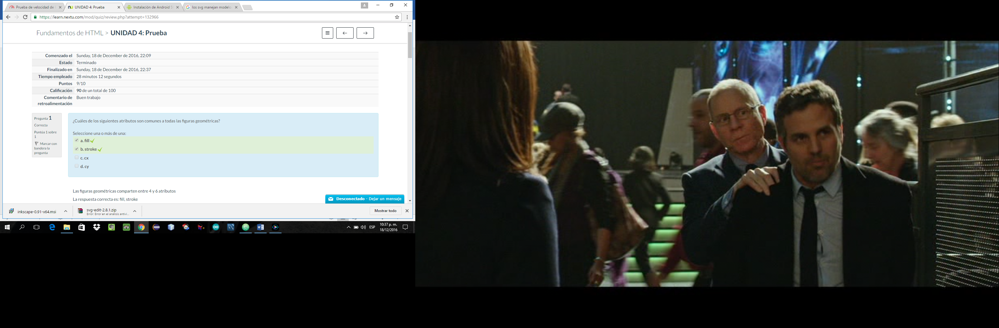 Prueba de velocidad de
UNIDAD 4: Prueba
Instalación de Android S
los svg manejan modelo
https://learn.nextu.com/mod/quiz/review.php?attempt=132966
Fundamentos de HTML > UNIDAD 4: Prueba
Comenzado el Sunday, 18 de December de 2016, 22:09
Estado Terminado
Finalizado en Sunday, 18 de December de 2016, 22:37
Tiempo empleado 28 minutos 12 segundos
Puntos 9/10
Calificación 90 de un total de 100
Comentario de retroalimentación Buen trabajo
Pregunta 1
Correcta
Puntúa 1 sobre
1
Marcar con
bandera la
pregunta
¿Cuáles de los siguientes atributos son comunes a todas las figuras geométricas?
Seleccione una o más de una:
a. fill
b. stroke
c. cx
d. cy
Las figuras geométricas comparten entre 4 y 6 atributos
La respuesta correcta es: fill, stroke
Desconectado - Dejar un mensaje
inkscape-0.91-x64.msi
svg-edit-2.8.1.zip
Error: Error en el análisis antivi...
Mostrar todo
ESP
10:37 p. m.
18/12/2016